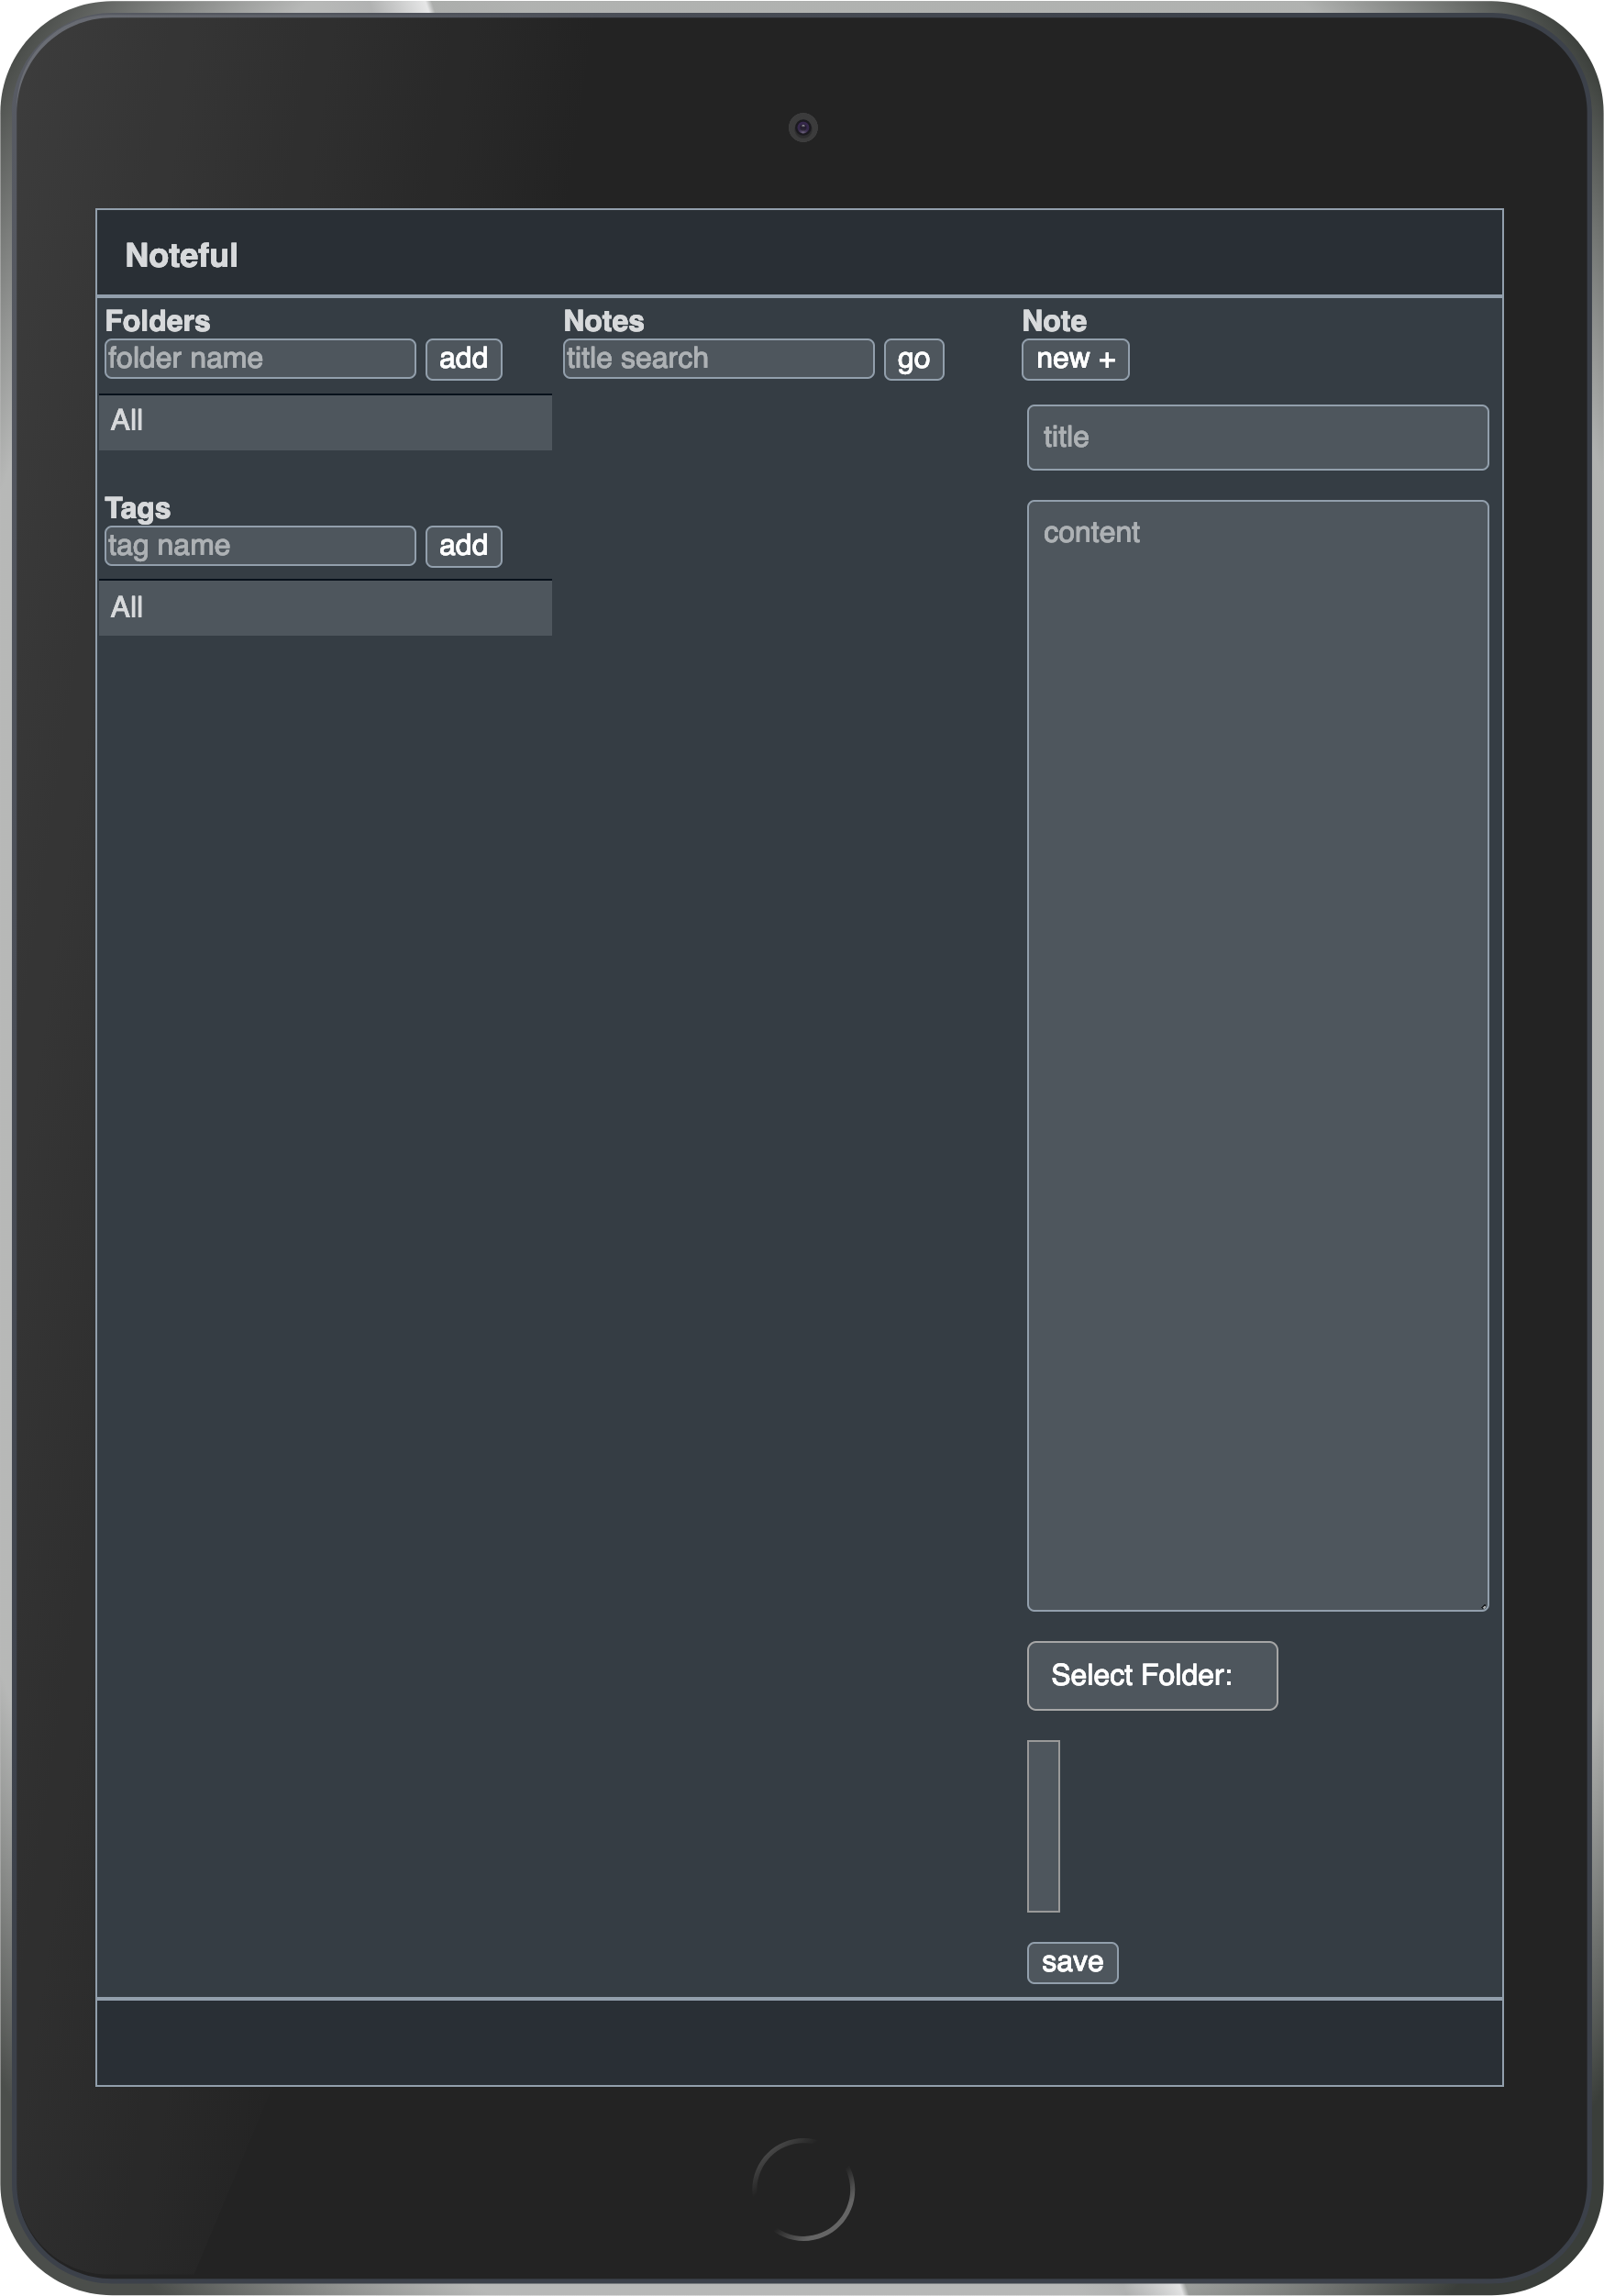 Noteful
Folders
folder name add
All
Tags
tag name add
All
Notes
title search go
Note
new +
title
content
Select Folder:
save